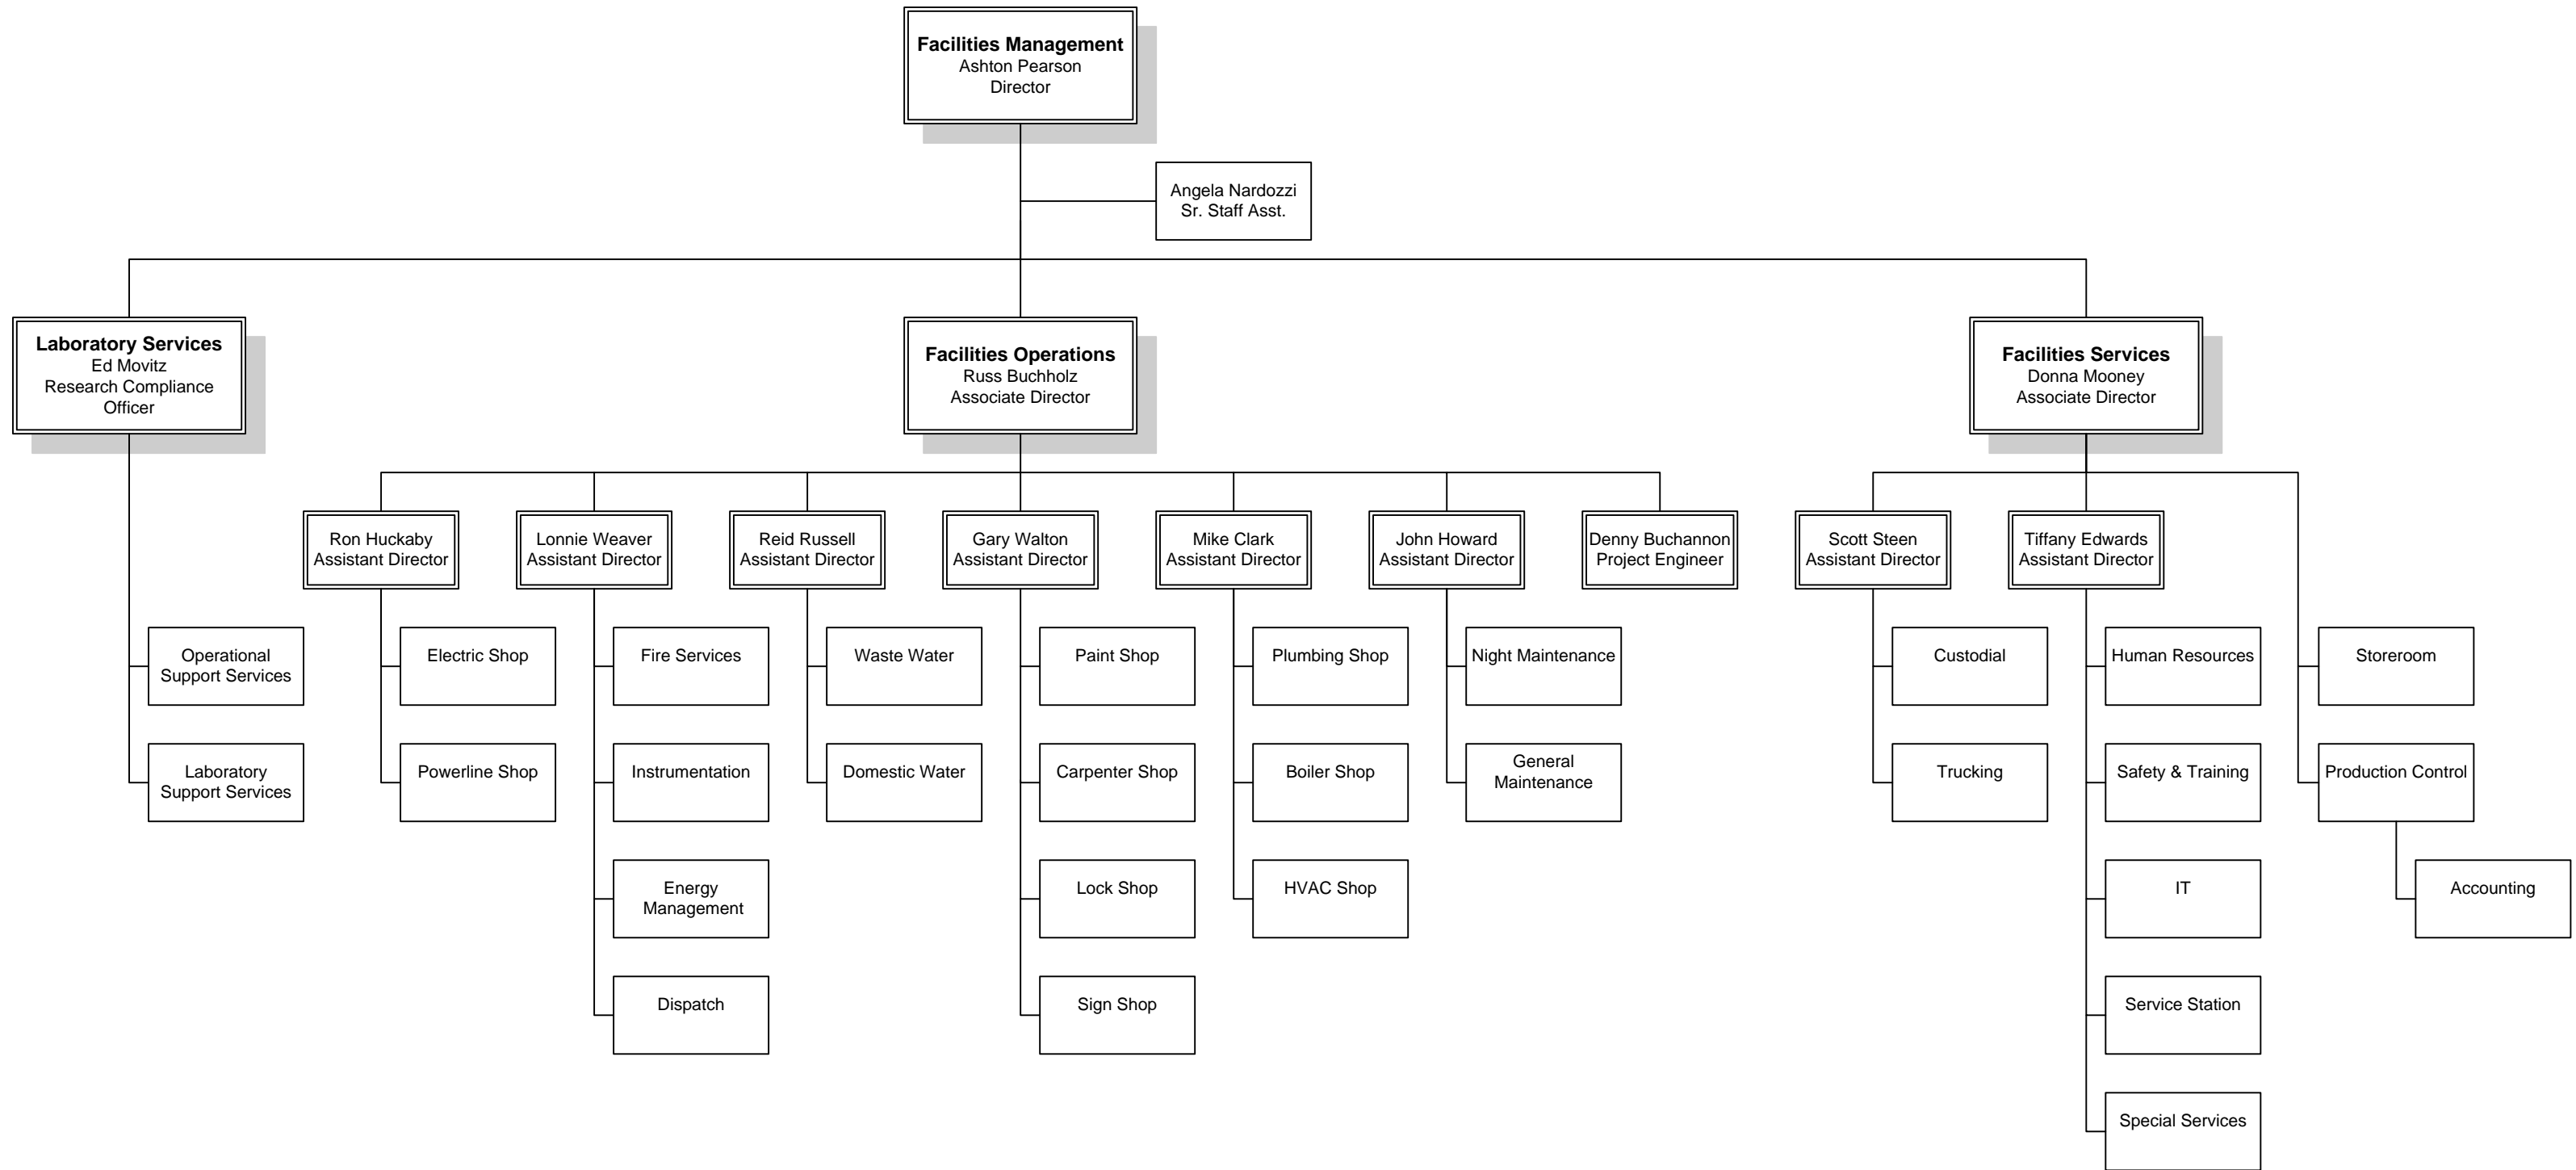 Facilities Management
Ashton Pearson
Director
Angela Nardozzi
Sr. Staff Asst.
Laboratory Services
Ed Movitz
Research Compliance
Officer
Facilities Operations
Russ Buchholz
Associate Director
Facilities Services
Donna Mooney
Associate Director
Ron Huckaby
Assistant Director
Lonnie Weaver
Assistant Director
Reid Russell
Assistant Director
Gary Walton
Assistant Director
Mike Clark
Assistant Director
John Howard
Assistant Director
Denny Buchannon
Project Engineer
Scott Steen
Assistant Director
Tiffany Edwards
Assistant Director
Operational
Support Services
Electric Shop
Fire Services
Waste Water
Paint Shop
Plumbing Shop
Night Maintenance
Custodial
Human Resources
Storeroom
Laboratory
Support Services
Powerline Shop
Instrumentation
Domestic Water
Carpenter Shop
Boiler Shop
General
Maintenance
Trucking
Safety & Training
Production Control
Energy
Management
Lock Shop
HVAC Shop
IT
Accounting
Dispatch
Sign Shop
Service Station
Special Services